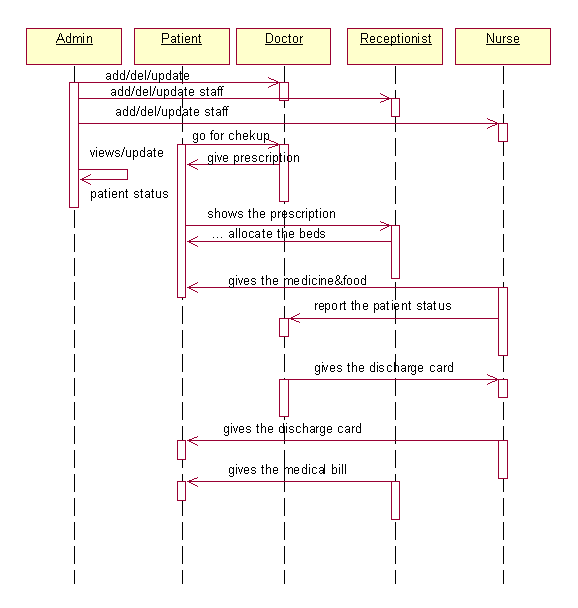 Admin
Patient
Doctor
Receptionist
Nurse
add/del/update
add/del/update staff
add/del/update staff
go for chekup
views/update
give prescription
patient status
shows the prescription
... allocate the beds
gives the medicine&food
report the patient status
gives the discharge card
gives the discharge card
gives the medical bill